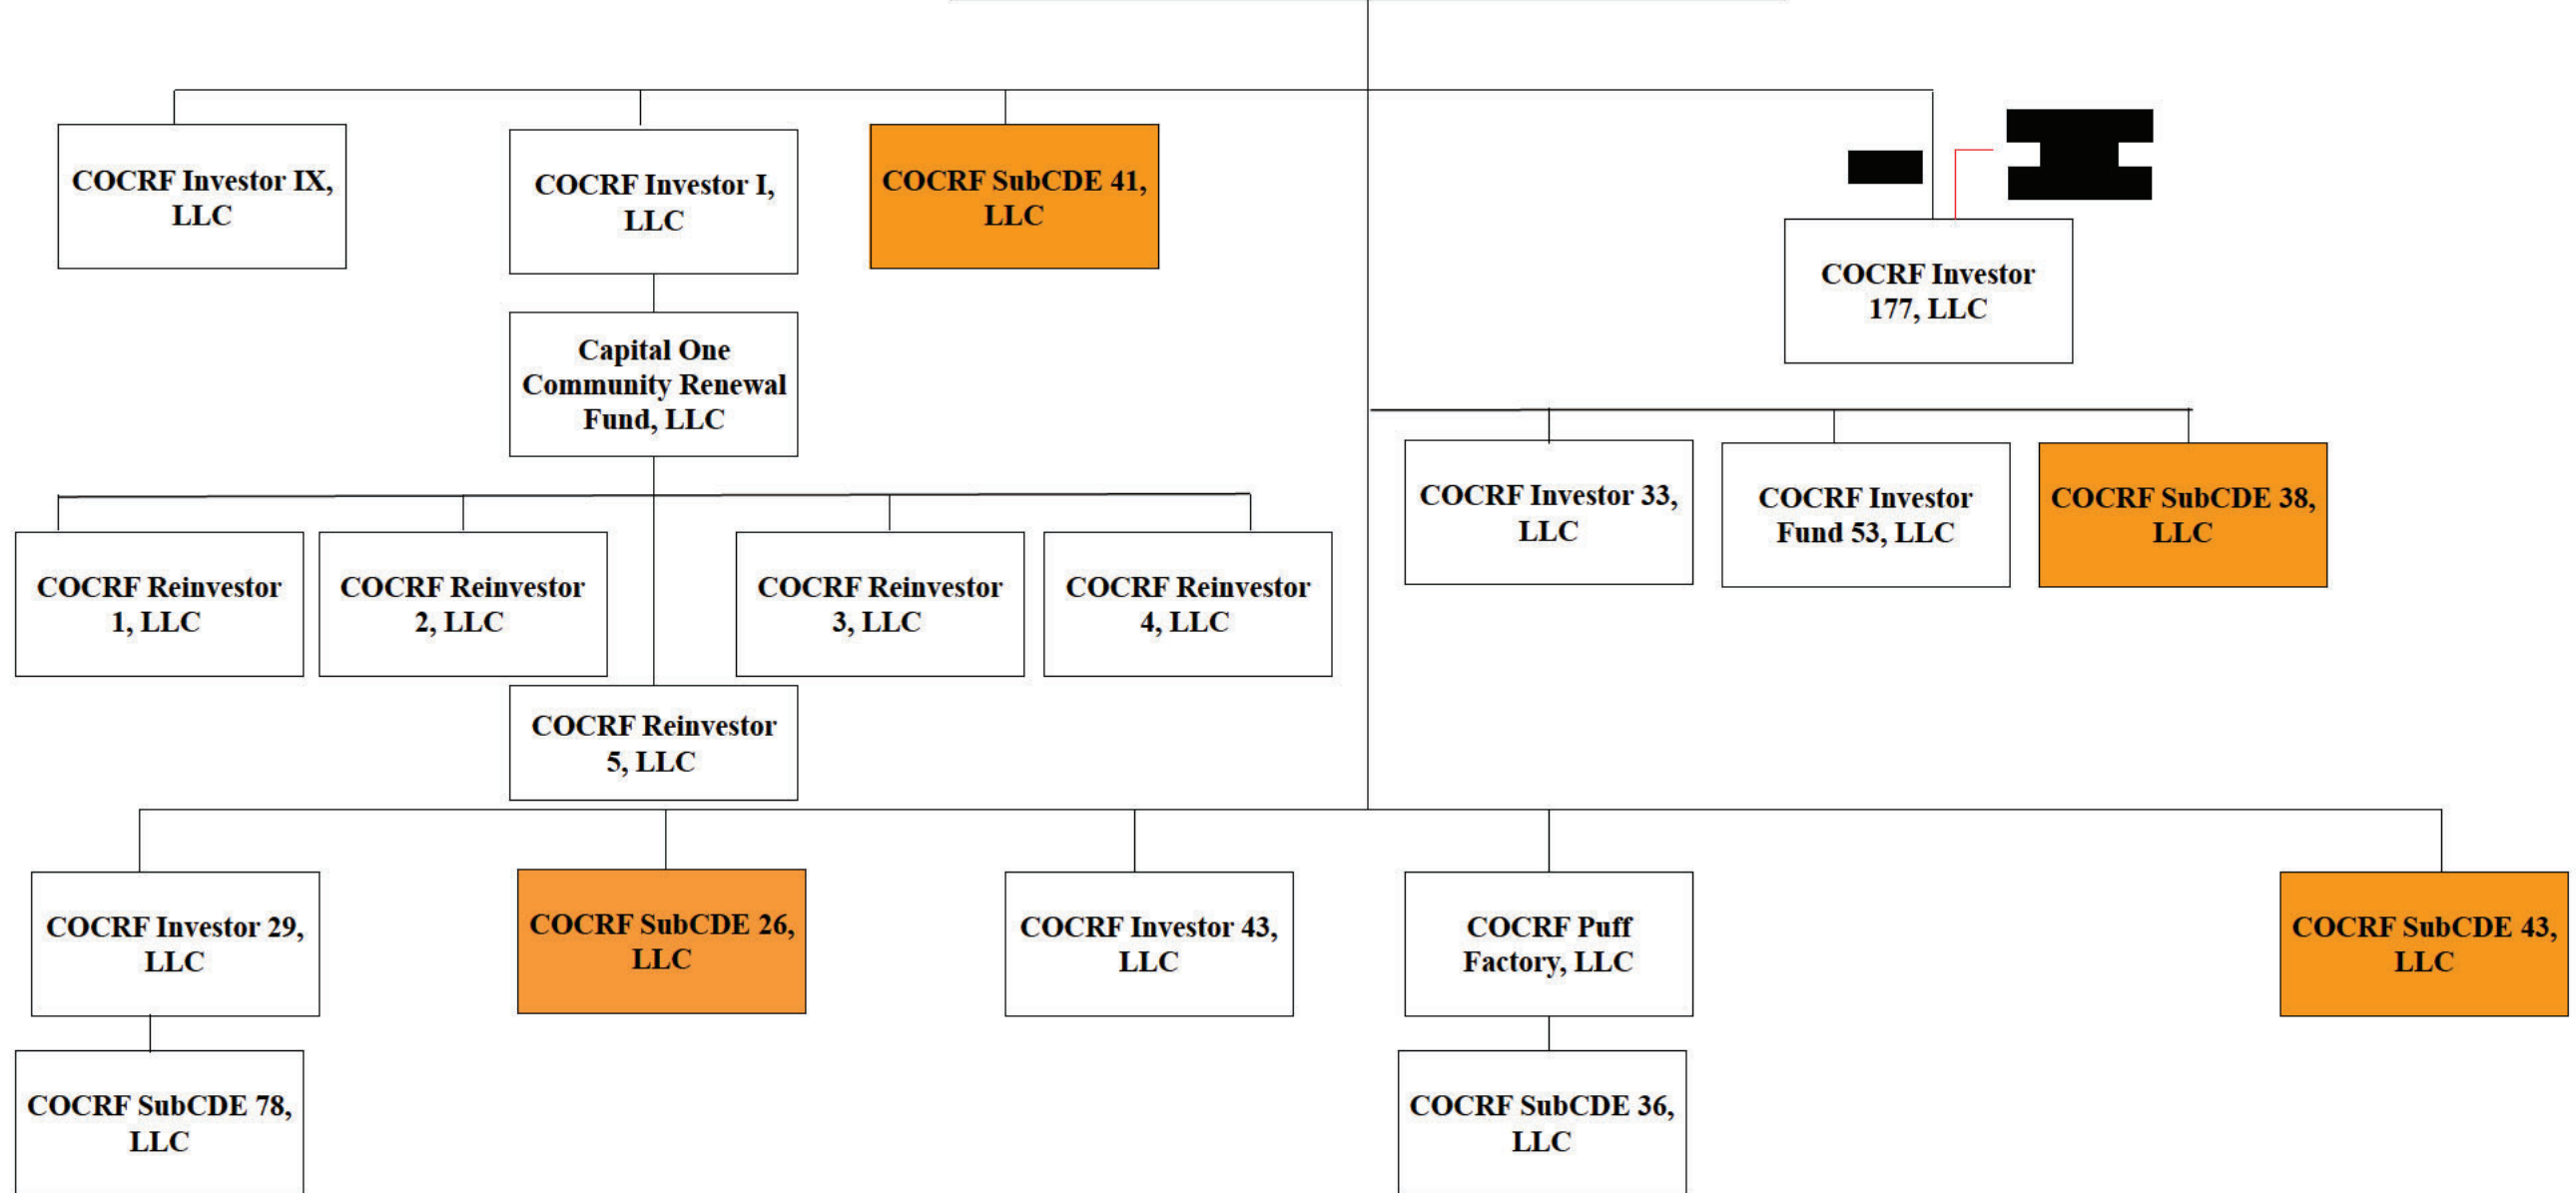 COCRF Investor IX,
LLC
COCRF Investor I,
LLC
COCRF SubCDE 41,
LLC
COCRF Investor
177, LLC
Capital One
Community Renewal
Fund, LLC
COCRF Investor 33,
LLC
COCRF Investor
Fund 53, LLC
COCRF SubCDE 38,
LLC
COCRF Reinvestor
1, LLC
COCRF Reinvestor
2, LLC
COCRF Reinvestor
3, LLC
COCRF Reinvestor
4, LLC
COCRF Reinvestor
5, LLC
COCRF Investor 29,
LLC
COCRF SubCDE 26,
LLC
COCRF Investor 43,
LLC
COCRF Puff
Factory, LLC
COCRF SubCDE 43,
LLC
COCRF SubCDE 78,
LLC
COCRF SubCDE 36,
LLC